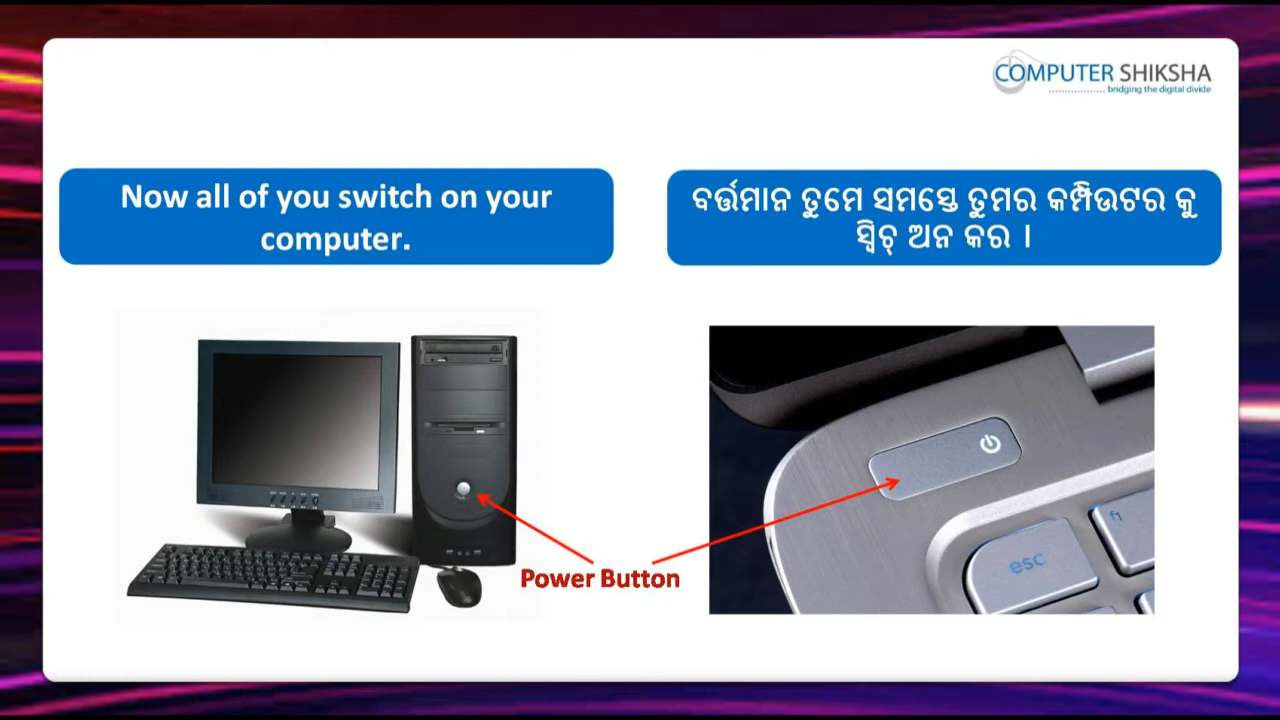 COMPUTER SHIKSHA
bridging the digital divide
Now all of you switch on your
computer.
ବର୍ତ୍ତମାନ ତୁମେ ସମସ୍ତେ ତୁମର କମ୍ପିଉଟର କୁ
ସ୍ୱିଚ୍ ଅନ କର ।
Power Button
esc
f1